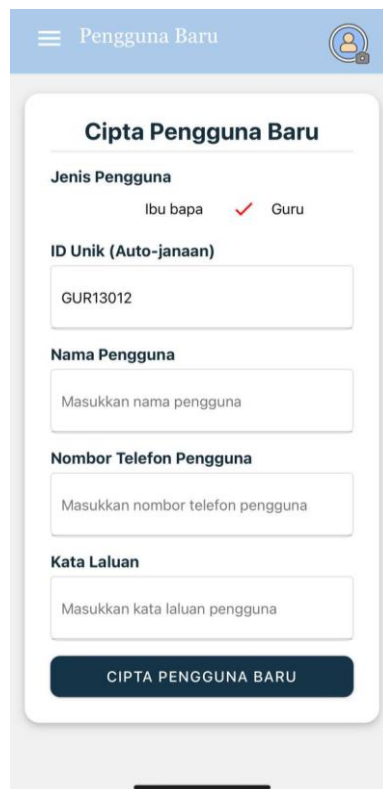 Pengguna Baru
Cipta Pengguna Baru
Jenis Pengguna
Ibu bapa Guru
ID Unik (Auto-janaan)
GUR13012
Nama Pengguna
Masukkan nama pengguna
Nombor Telefon Pengguna
Masukkan nombor telefon pengguna
Kata Laluan
Masukkan kata laluan pengguna
CIPTA PENGGUNA BARU